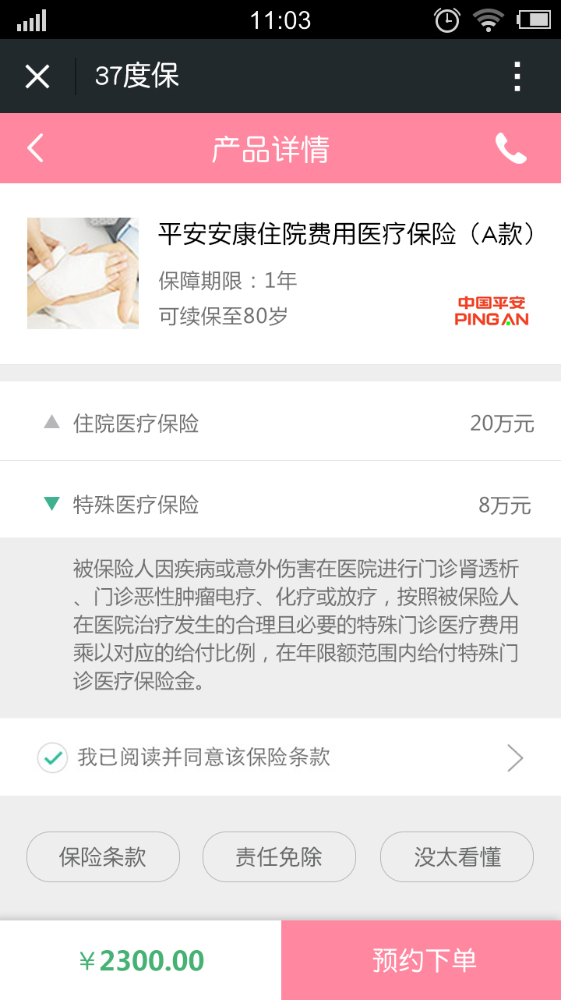 11:03
37度保
产品详情
平安安康住院费用医疗保险（A款）
保障期限：1年
可续保至80岁
中国平安
PING AN
住院医疗保险 20万元
特殊医疗保险 8万元
被保险人因疾病或意外伤害在医院进行门诊肾透析
、门诊恶性肿瘤电疗、化疗或放疗，按照被保险人
在医院治疗发生的合理且必要的特殊门诊医疗费用
乘以对应的给付比例，在年限额范围内给付特殊门
诊医疗保险金。
我已阅读并同意该保险条款
保险条款 责任免除 没太看懂
￥2300.00 预约下单